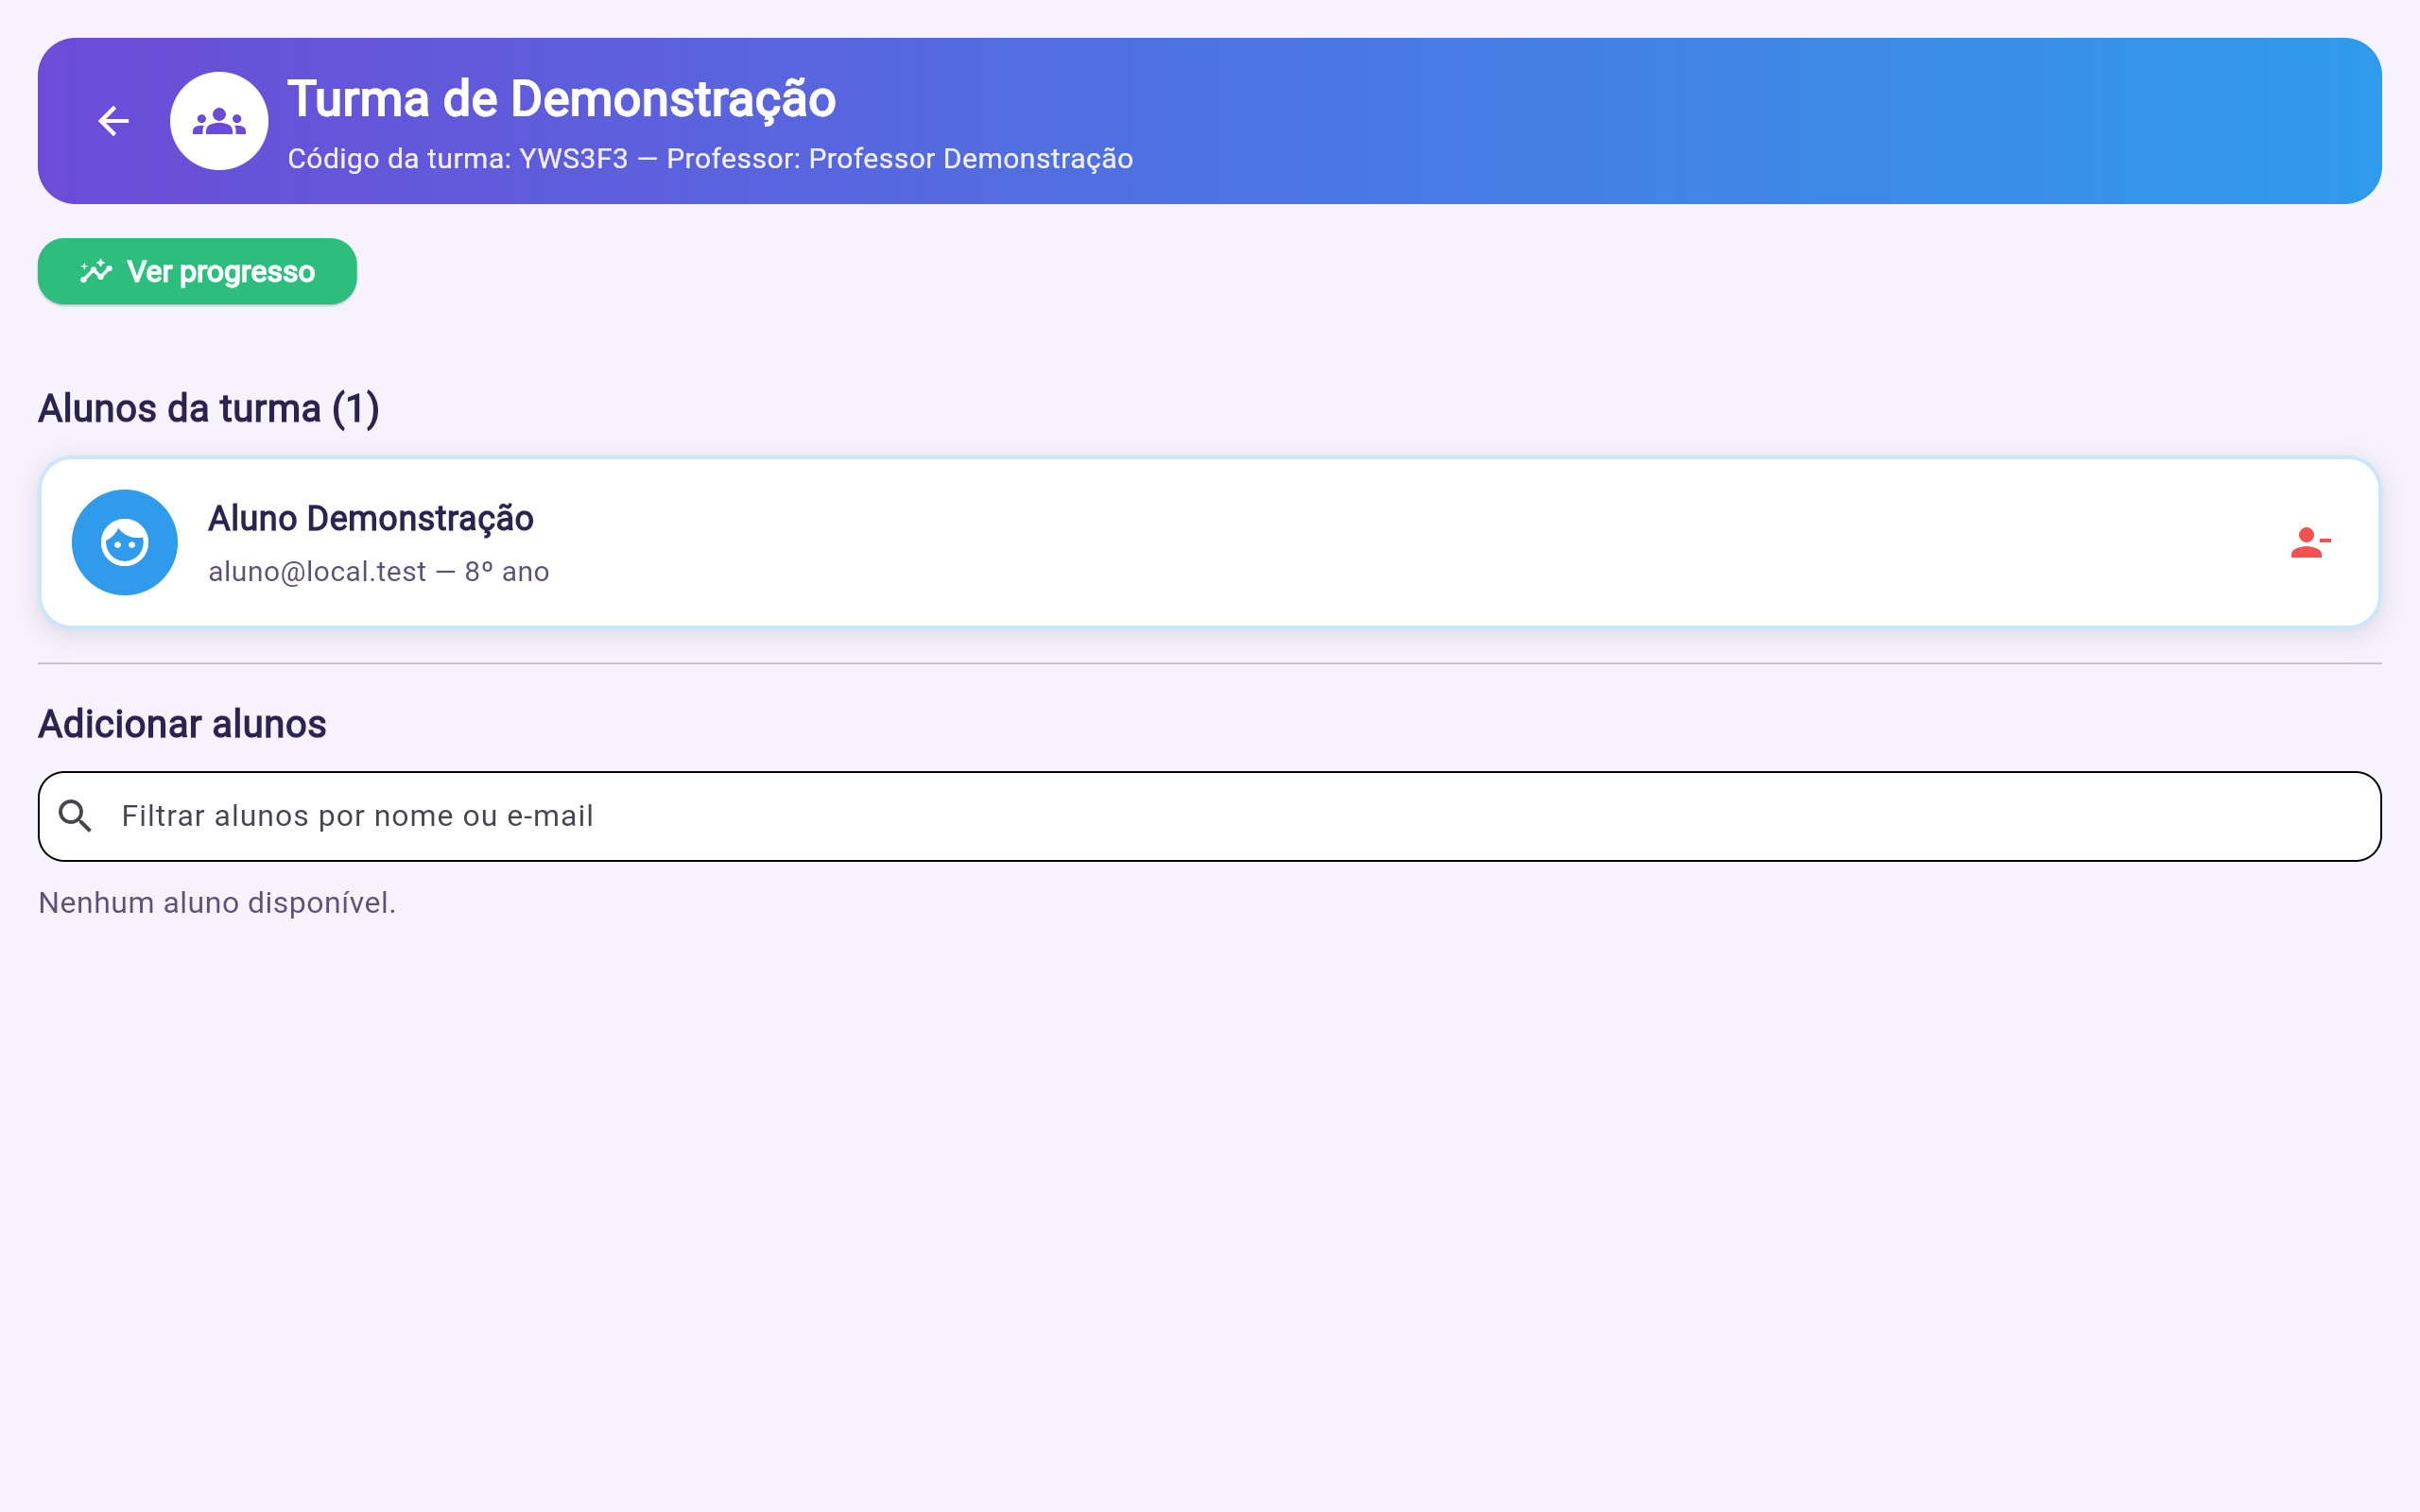 Turma de Demonstração
Código da turma: YWS3F3 — Professor: Professor Demonstração
Ver progresso
Alunos da turma (1)
Aluno Demonstração
aluno@local.test — 8º ano
Adicionar alunos
Filtrar alunos por nome ou e-mail
Nenhum aluno disponível.